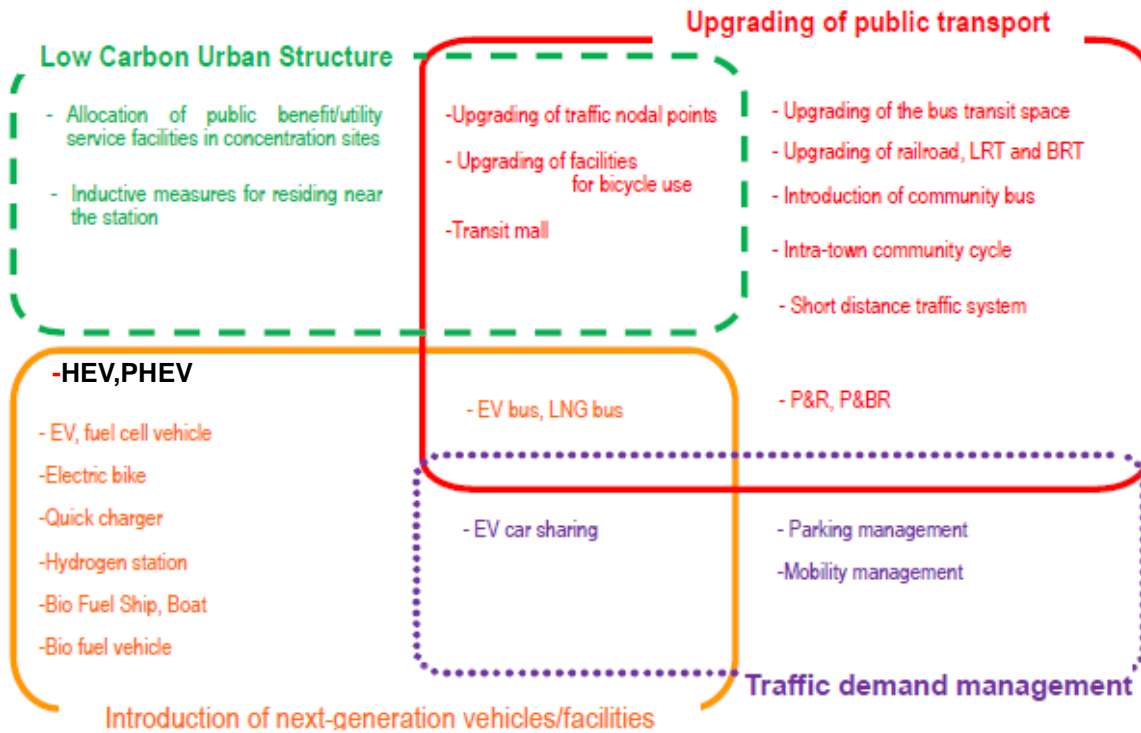 Upgrading of public transport
Low Carbon Urban Structure
- Allocation of public benefit/utility
service facilities in concentration sites
- Inductive measures for residing near
the station
-Upgrading of traffic nodal points
- Upgrading of facilities
for bicycle use
-Transit mall
- Upgrading of the bus transit space
- Upgrading of railroad, LRT and BRT
- Introduction of community bus
- Intra-town community cycle
- Short distance traffic system
- P&R, P&BR
-HEV,PHEV
- EV, fuel cell vehicle
-Electric bike
-Quick charger
-Hydrogen station
-Bio Fuel Ship, Boat
-Bio fuel vehicle
- EV bus, LNG bus
- EV car sharing
- Parking management
-Mobility management
Traffic demand management
Introduction of next-generation vehicles/facilities